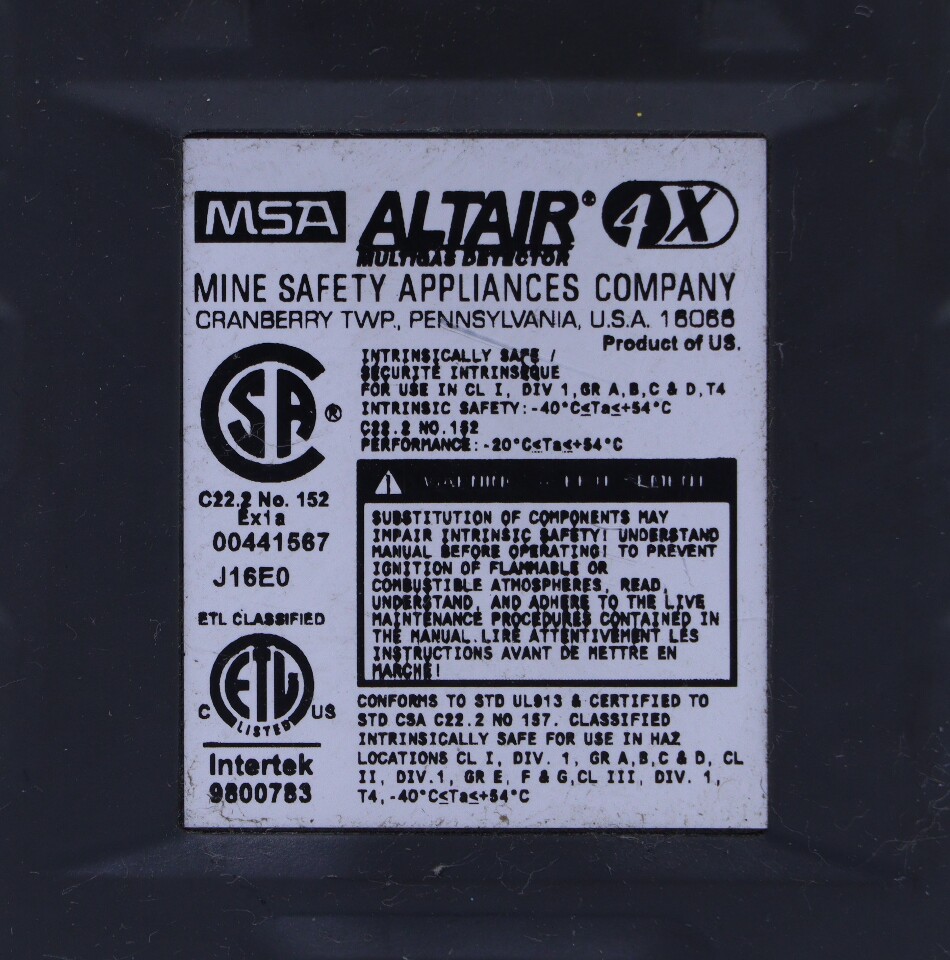 MSA ALTAIR® 4X
MULTIGAS DETECTOR
MINE SAFETY APPLIANCES COMPANY
CRANBERRY TWP., PENNSYLVANIA, U.S.A. 16066
Product of US.
INTRINSICALLY SAFE /
SÉCURITÉ INTRINSÈQUE
FOR USE IN CL I, DIV 1, GR A,B,C & D, T4
INTRINSIC SAFETY: -40°C≤Ta≤+54°C
C22.2 NO.152
PERFORMANCE: -20°C≤Ta≤+54°C
SA ®
C22.2 No. 152
Exia
00441567
J16E0
SUBSTITUTION OF COMPONENTS MAY
IMPAIR INTRINSIC SAFETY! UNDERSTAND
MANUAL BEFORE OPERATING! TO PREVENT
IGNITION OF FLAMMABLE OR
COMBUSTIBLE ATMOSPHERES, READ,
UNDERSTAND, AND ADHERE TO THE LIVE
MAINTENANCE PROCEDURES CONTAINED IN
THE MANUAL.LIRE ATTENTIVEMENT LES
INSTRUCTIONS AVANT DE METTRE EN
MARCHE!
ETL CLASSIFIED
ETL
LISTED
C US
Intertek
9800783
CONFORMS TO STD UL913 & CERTIFIED TO
STD CSA C22.2 NO 157. CLASSIFIED
INTRINSICALLY SAFE FOR USE IN HAZ
LOCATIONS CL I, DIV. 1, GR A,B,C & D, CL
II, DIV.1, GR E, F & G,CL III, DIV. 1,
T4, -40°C≤Ta≤+54°C